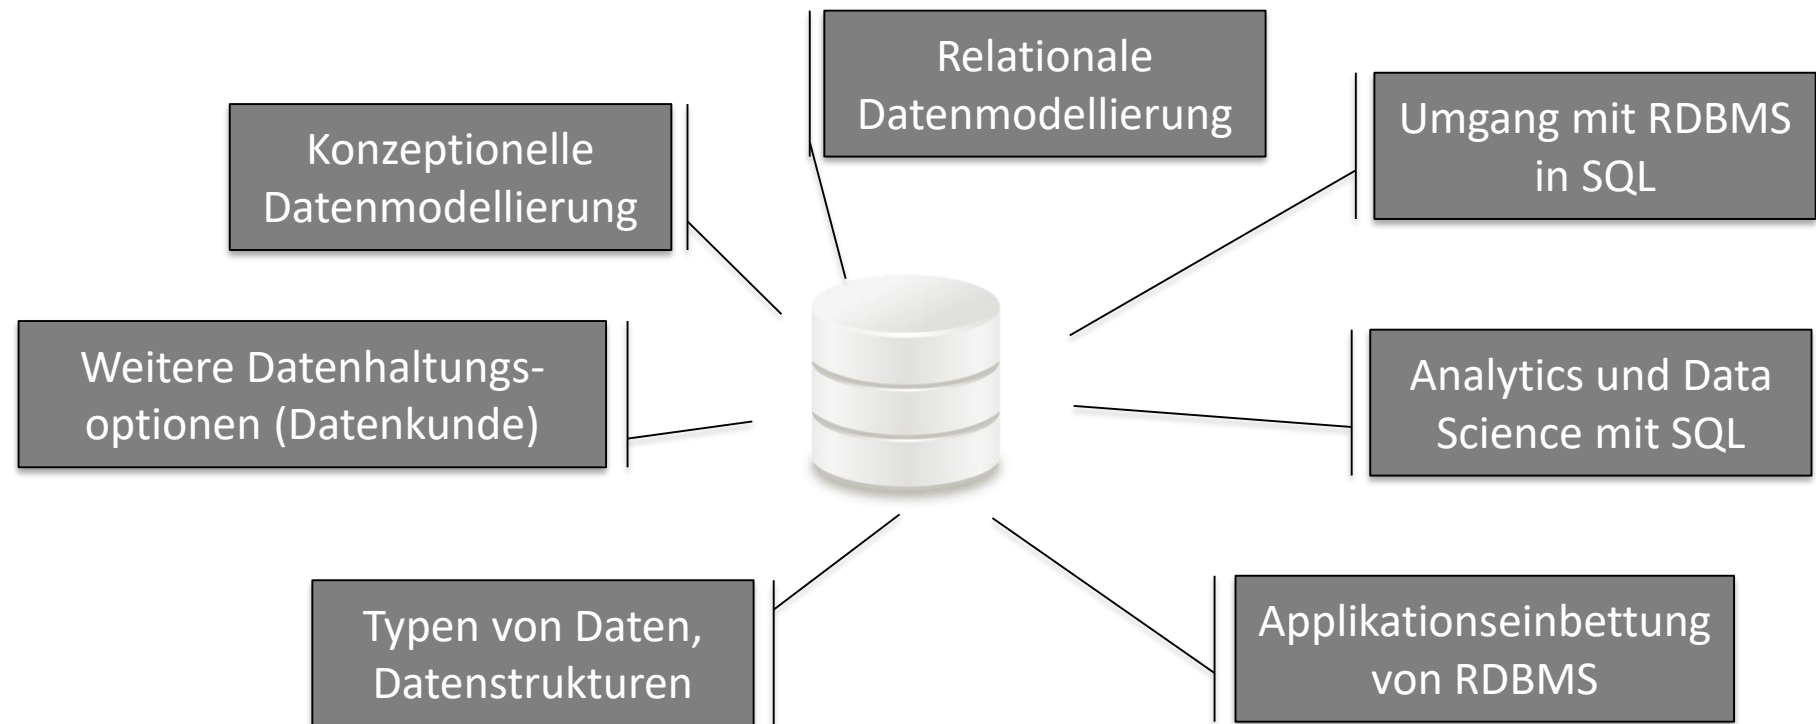 Relationale
Datenmodellierung
Umgang mit RDBMS
in SQL
Konzeptionelle
Datenmodellierung
Weitere Datenhaltungs-
optionen (Datenkunde)
Analytics und Data
Science mit SQL
Typen von Daten,
Datenstrukturen
Applikationseinbettung
von RDBMS